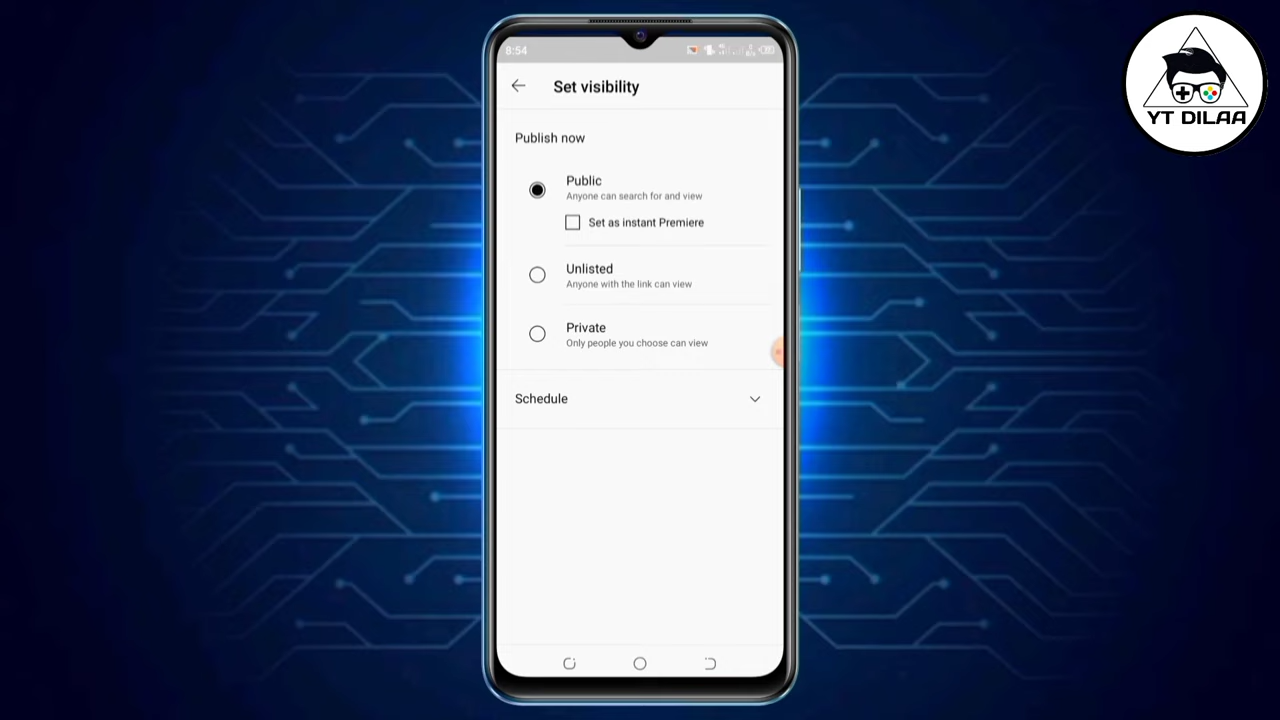 8:54
YT DILAA
Set visibility
Publish now
Public
Anyone can search for and view
Set as instant Premiere
Unlisted
Anyone with the link can view
Private
Only people you choose can view
Schedule